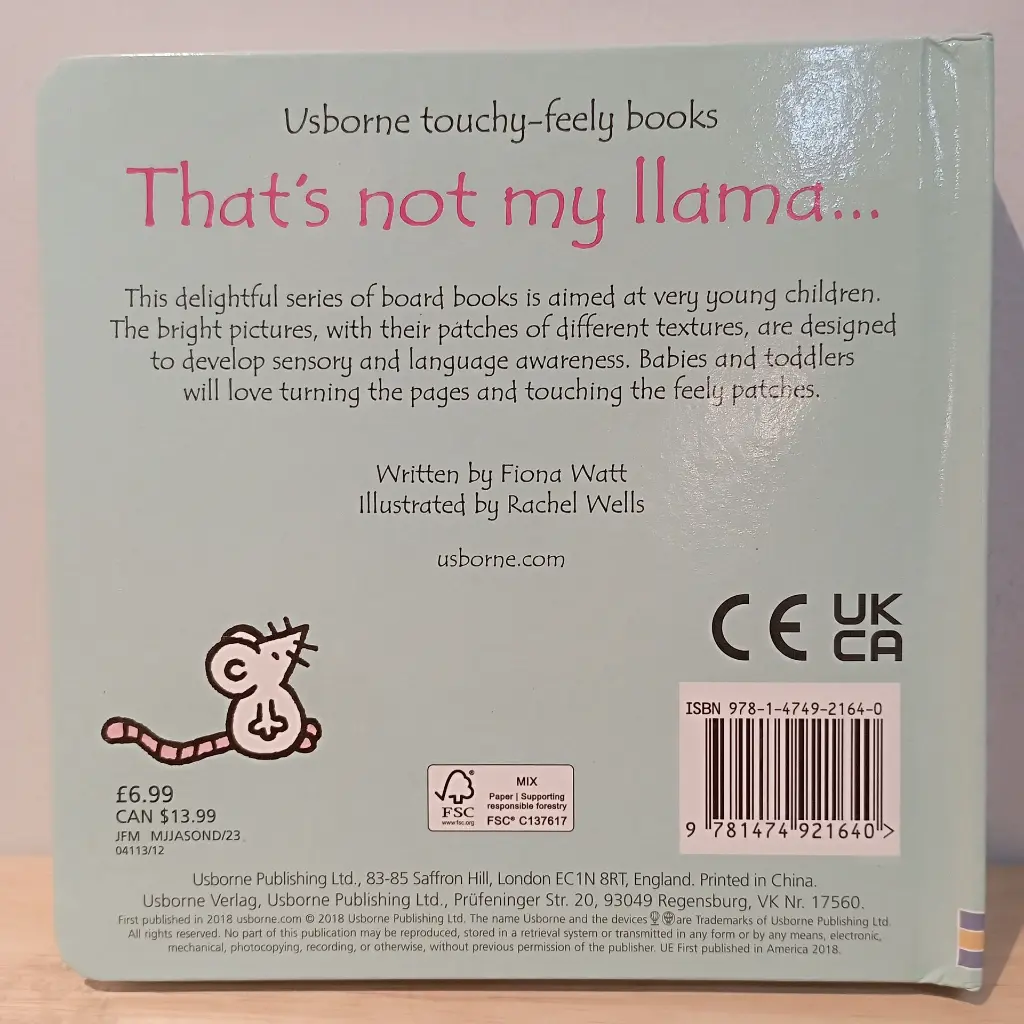 Usborne touchy-feely books
That's not my llama...
This delightful series of board books is aimed at very young children.
The bright pictures, with their patches of different textures, are designed
to develop sensory and language awareness. Babies and toddlers
will love turning the pages and touching the feely patches.
Written by Fiona Watt
Illustrated by Rachel Wells
usborne.com
CE UK
CA
ISBN 978-1-4749-2164-0
9 781474 921640 >
£6.99
CAN $13.99
JFM MJJASOND/23
04113/12
FSC
www.fsc.org
MIX
Paper | Supporting
responsible forestry
FSC® C137617
Usborne Publishing Ltd., 83-85 Saffron Hill, London EC1N 8RT, England. Printed in China.
Usborne Verlag, Usborne Publishing Ltd., Prüfeninger Str. 20, 93049 Regensburg, VK Nr. 17560.
First published in 2018 usborne.com © 2018 Usborne Publishing Ltd. The name Usborne and the devices are Trademarks of Usborne Publishing Ltd.
All rights reserved. No part of this publication may be reproduced, stored in a retrieval system or transmitted in any form or by any means, electronic,
mechanical, photocopying, recording, or otherwise, without previous permission of the publisher. UE First published in America 2018.